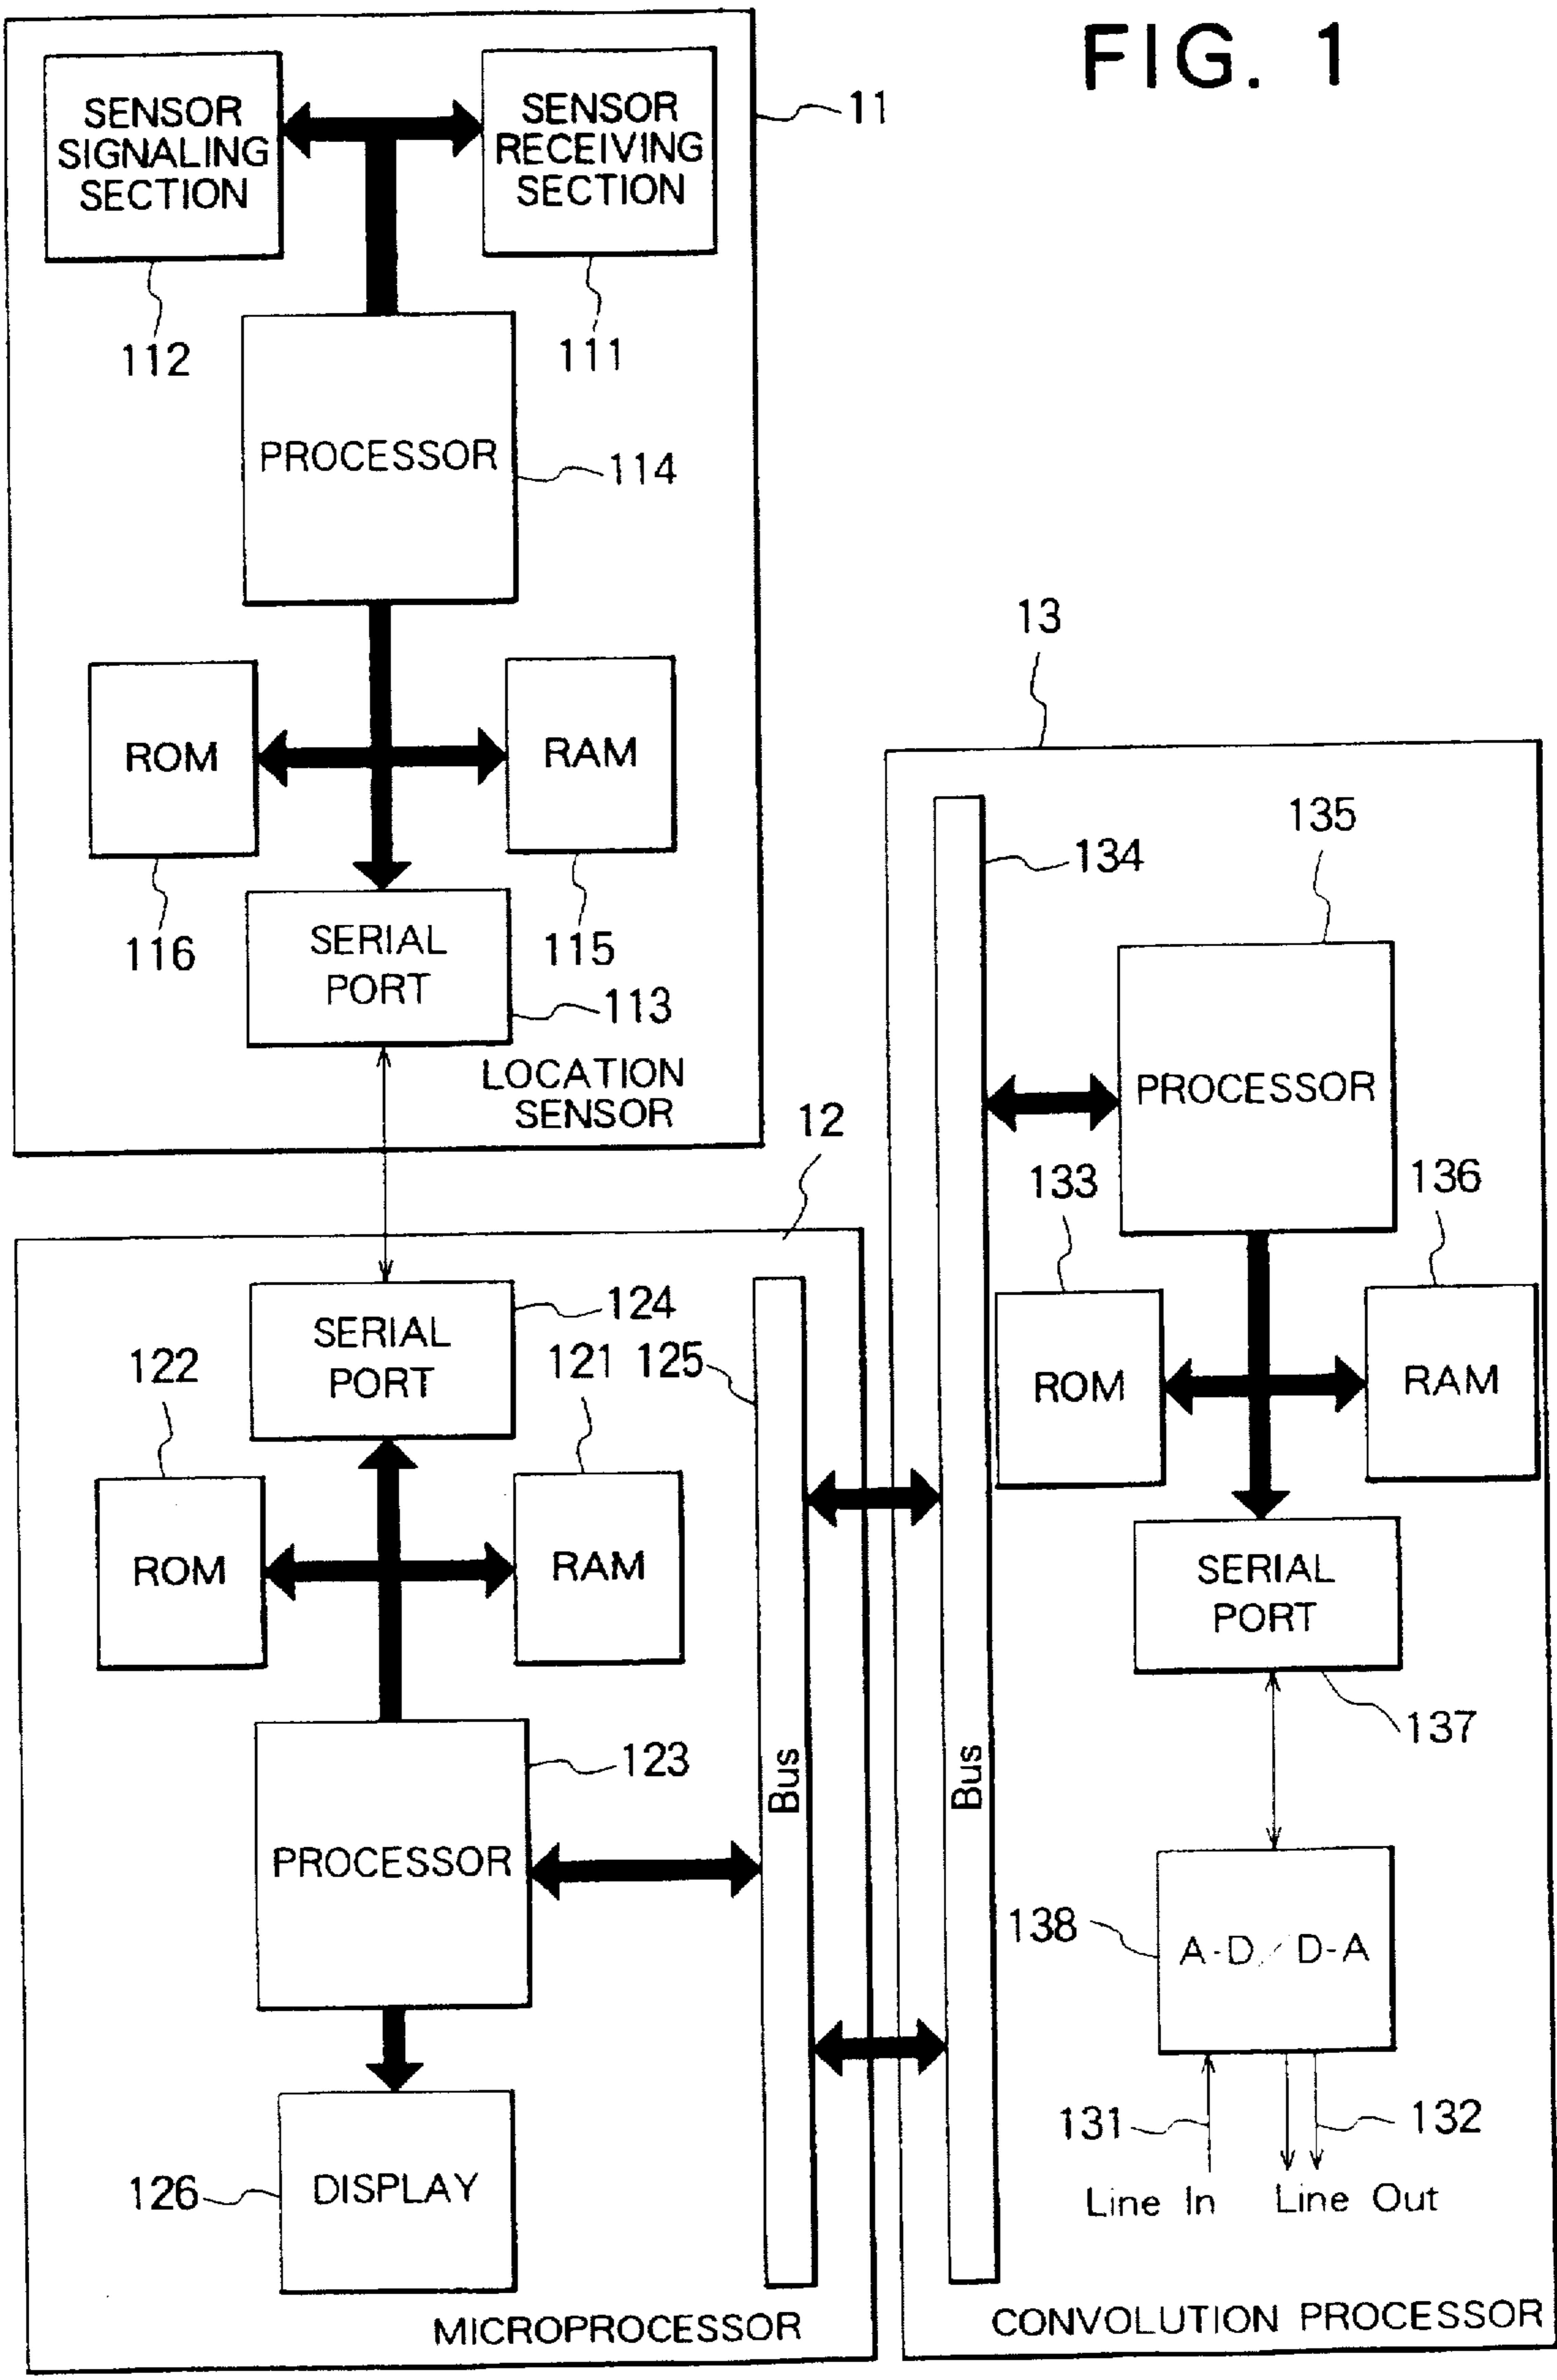 FIG. 1
11
SENSOR
SIGNALING
SECTION
SENSOR
RECEIVING
SECTION
112
111
PROCESSOR
114
ROM
RAM
116
115
SERIAL
PORT
113
LOCATION
SENSOR
12
124
SERIAL
PORT
122
121
125
ROM
RAM
123
PROCESSOR
Bus
126
DISPLAY
MICROPROCESSOR
13
134
135
PROCESSOR
133
136
ROM
RAM
SERIAL
PORT
137
Bus
138
A-D/D-A
131
132
Line In
Line Out
CONVOLUTION PROCESSOR